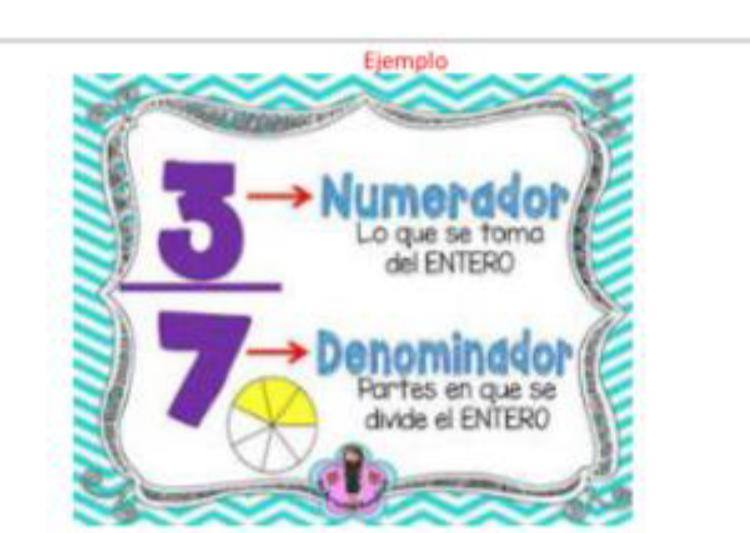 Ejemplo
3 Numerador
Lo que se toma
del ENTERO
7 Denominador
Partes en que se
divide el ENTERO